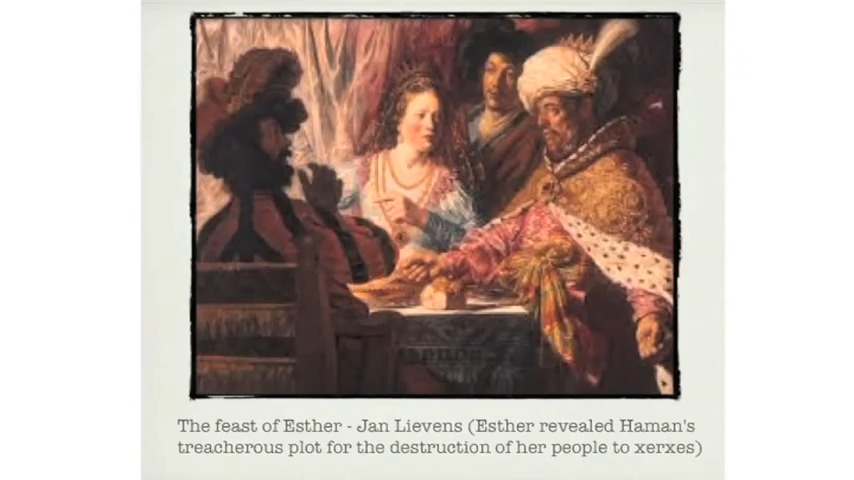 The feast of Esther - Jan Lievens (Esther revealed Haman's
treacherous plot for the destruction of her people to xerxes)